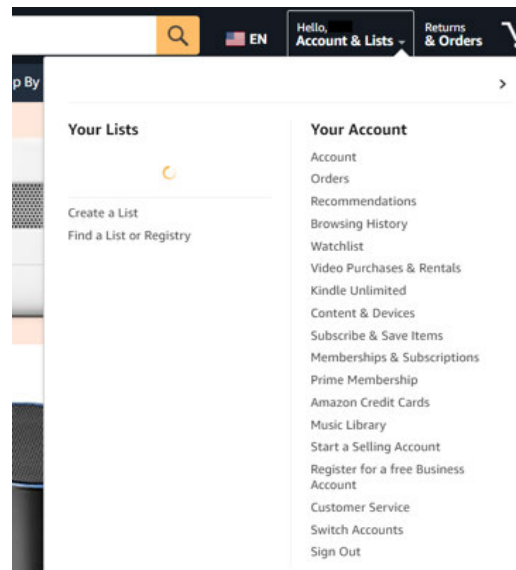 EN
Hello,
Account & Lists
Returns
& Orders
p By
Your Lists
Create a List
Find a List or Registry
Your Account
Account
Orders
Recommendations
Browsing History
Watchlist
Video Purchases & Rentals
Kindle Unlimited
Content & Devices
Subscribe & Save Items
Memberships & Subscriptions
Prime Membership
Amazon Credit Cards
Music Library
Start a Selling Account
Register for a free Business
Account
Customer Service
Switch Accounts
Sign Out